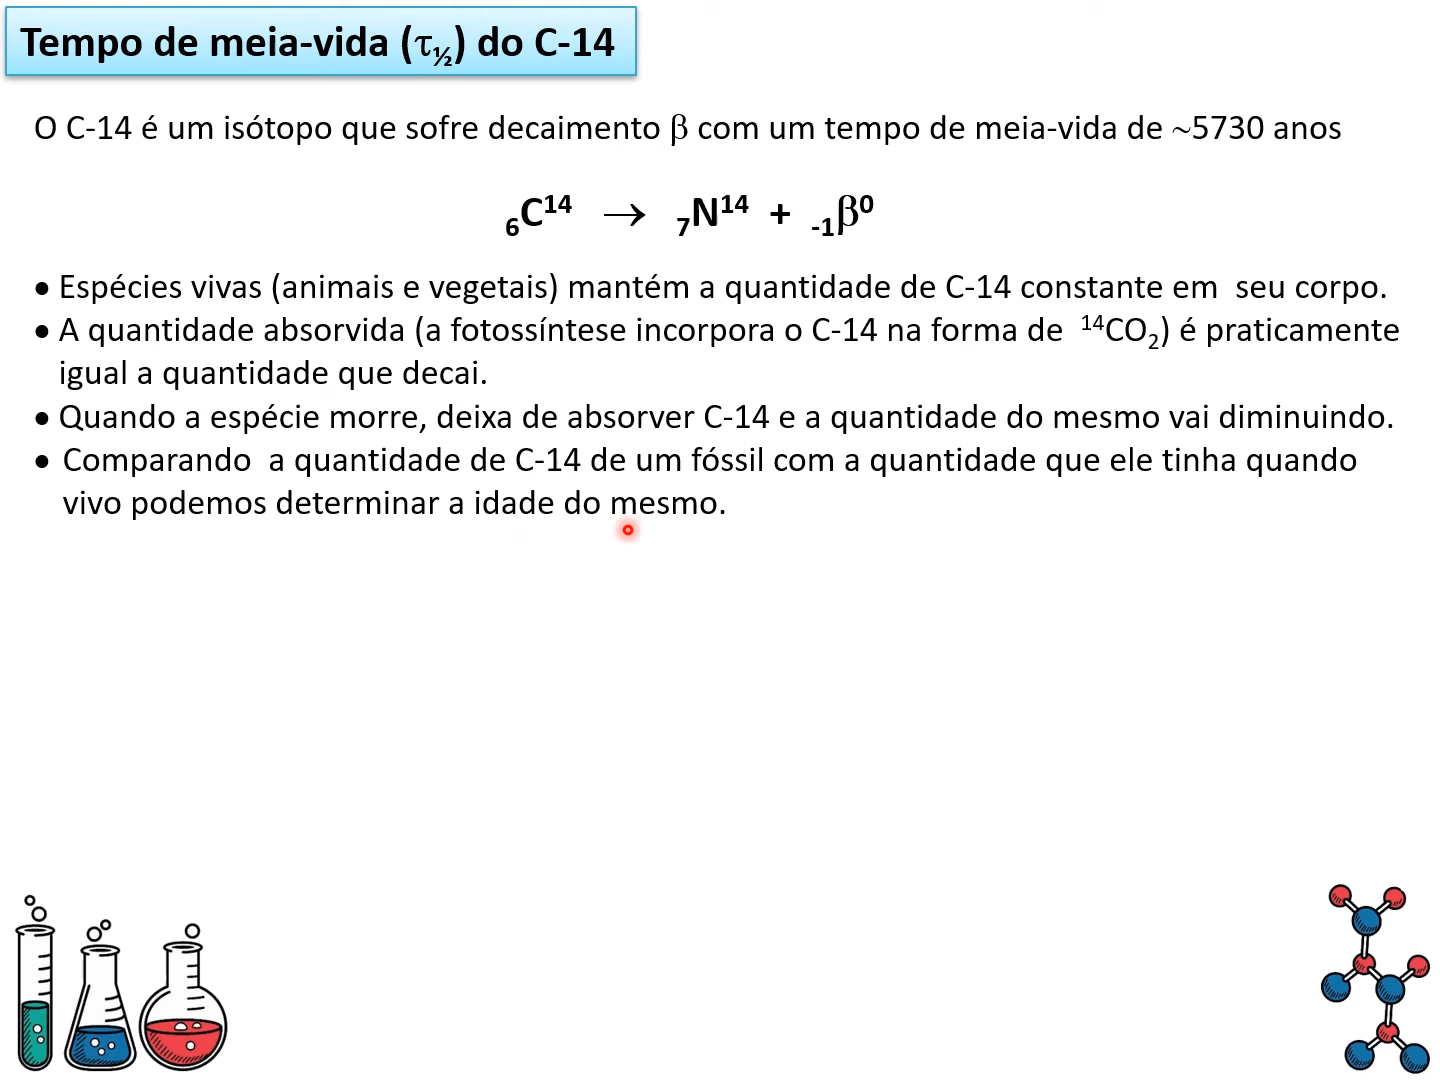 Tempo de meia-vida (τ½) do C-14
O C-14 é um isótopo que sofre decaimento β com um tempo de meia-vida de ~5730 anos
₆C¹⁴ → ₇N¹⁴ + ₋₁β⁰
• Espécies vivas (animais e vegetais) mantém a quantidade de C-14 constante em seu corpo.
• A quantidade absorvida (a fotossíntese incorpora o C-14 na forma de ¹⁴CO₂) é praticamente
igual a quantidade que decai.
• Quando a espécie morre, deixa de absorver C-14 e a quantidade do mesmo vai diminuindo.
• Comparando a quantidade de C-14 de um fóssil com a quantidade que ele tinha quando
vivo podemos determinar a idade do mesmo.